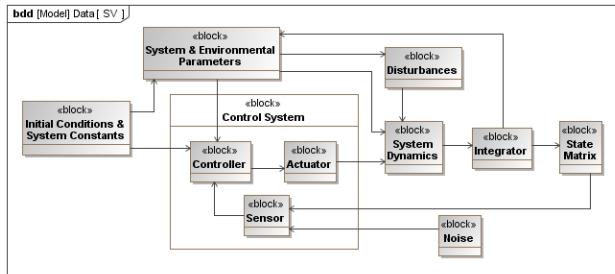 bdd [Model] Data [ SV ]
«block»
System & Environmental
Parameters
«block»
Disturbances
«block»
Initial Conditions &
System Constants
«block»
Control System
«block»
Controller
«block»
Actuator
«block»
System
Dynamics
«block»
Integrator
«block»
State
Matrix
«block»
Sensor
«block»
Noise